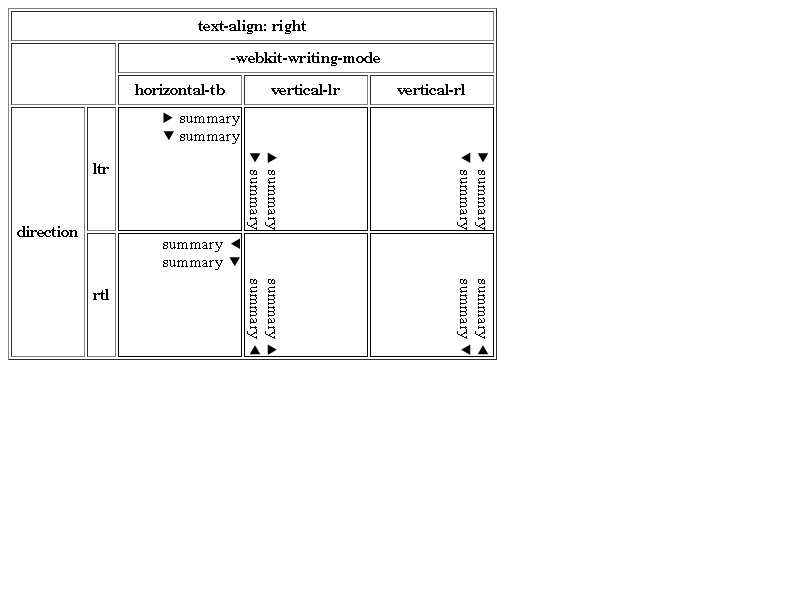 text-align: right
-webkit-writing-mode
horizontal-tb vertical-lr vertical-rl
direction
ltr
► summary
▼ summary
▼ summary
► summary
◄ summary
▼ summary
rtl
summary ◄
summary ▼
summary ▲
summary ►
summary ◄
summary ▲